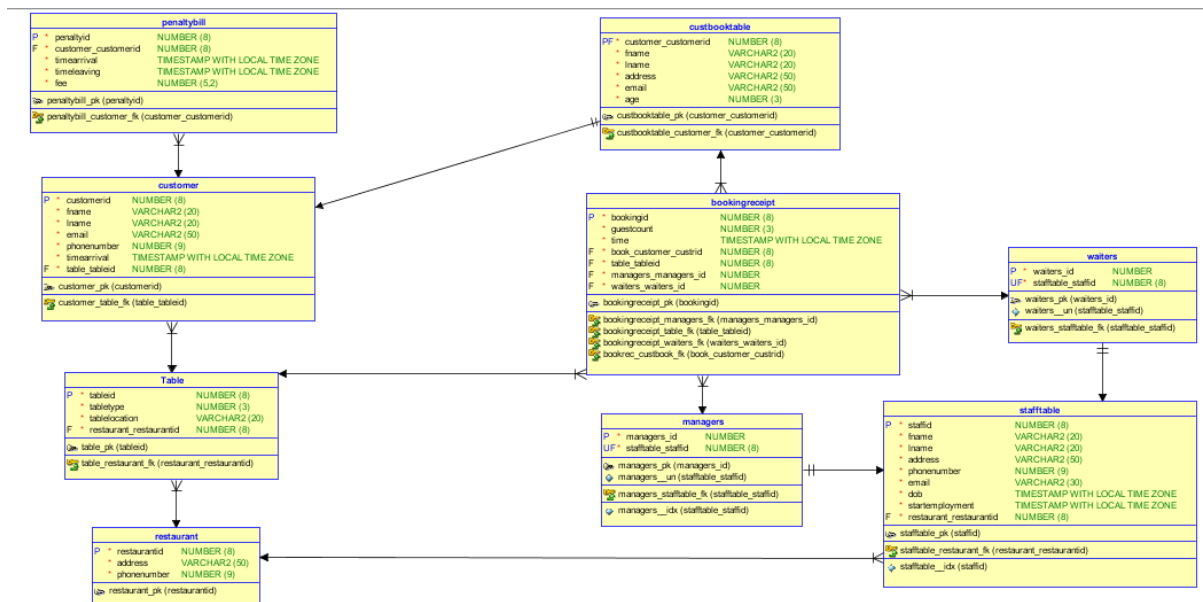 penaltybill
P * penaltyid NUMBER (8)
F * customer_customerid NUMBER (8)
* timearrival TIMESTAMP WITH LOCAL TIME ZONE
* timeleaving TIMESTAMP WITH LOCAL TIME ZONE
* fee NUMBER (5,2)
penaltybill_pk (penaltyid)
penaltybill_customer_fk (customer_customerid)
custbooktable
PF * customer_customerid NUMBER (8)
* fname VARCHAR2 (20)
* lname VARCHAR2 (20)
* address VARCHAR2 (50)
* email VARCHAR2 (50)
* age NUMBER (3)
custbooktable_pk (customer_customerid)
custbooktable_customer_fk (customer_customerid)
customer
P * customerid NUMBER (8)
* fname VARCHAR2 (20)
* lname VARCHAR2 (20)
* email VARCHAR2 (50)
* phonenumber NUMBER (9)
* timearrival TIMESTAMP WITH LOCAL TIME ZONE
F * table_tableid NUMBER (8)
customer_pk (customerid)
customer_table_fk (table_tableid)
bookingreceipt
P * bookingid NUMBER (8)
* guestcount NUMBER (3)
* time TIMESTAMP WITH LOCAL TIME ZONE
F * book_customer_custrid NUMBER (8)
F * table_tableid NUMBER (8)
F * managers_managers_id NUMBER
F * waiters_waiters_id NUMBER
bookingreceipt_pk (bookingid)
bookingreceipt_managers_fk (managers_managers_id)
bookingreceipt_table_fk (table_tableid)
bookingreceipt_waiters_fk (waiters_waiters_id)
bookrec_custbook_fk (book_customer_custrid)
waiters
P * waiters_id NUMBER
UF* stafftable_staffid NUMBER (8)
waiters_pk (waiters_id)
waiters__un (stafftable_staffid)
waiters_stafftable_fk (stafftable_staffid)
Table
P * tableid NUMBER (8)
* tabletype NUMBER (3)
* tablelocation VARCHAR2 (20)
F * restaurant_restaurantid NUMBER (8)
table_pk (tableid)
table_restaurant_fk (restaurant_restaurantid)
managers
P * managers_id NUMBER
UF* stafftable_staffid NUMBER (8)
managers_pk (managers_id)
managers__un (stafftable_staffid)
managers_stafftable_fk (stafftable_staffid)
managers__idx (stafftable_staffid)
stafftable
P * staffid NUMBER (8)
* fname VARCHAR2 (20)
* lname VARCHAR2 (20)
* address VARCHAR2 (50)
* phonenumber NUMBER (9)
* email VARCHAR2 (30)
* dob TIMESTAMP WITH LOCAL TIME ZONE
* startemployment TIMESTAMP WITH LOCAL TIME ZONE
F * restaurant_restaurantid NUMBER (8)
stafftable_pk (staffid)
stafftable_restaurant_fk (restaurant_restaurantid)
stafftable__idx (staffid)
restaurant
P * restaurantid NUMBER (8)
* address VARCHAR2 (50)
* phonenumber NUMBER (9)
restaurant_pk (restaurantid)